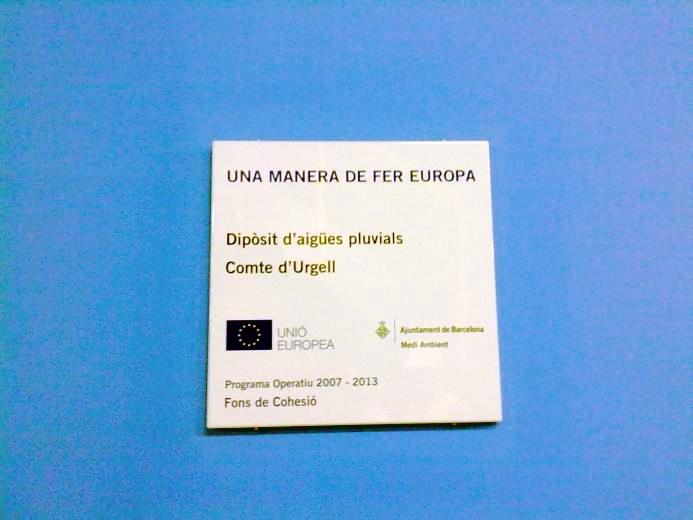 UNA MANERA DE FER EUROPA
Dipòsit d'aigües pluvials
Comte d'Urgell
UNIÓ
EUROPEA
Ajuntament de Barcelona
Medi Ambient
Programa Operatiu 2007 - 2013
Fons de Cohesió